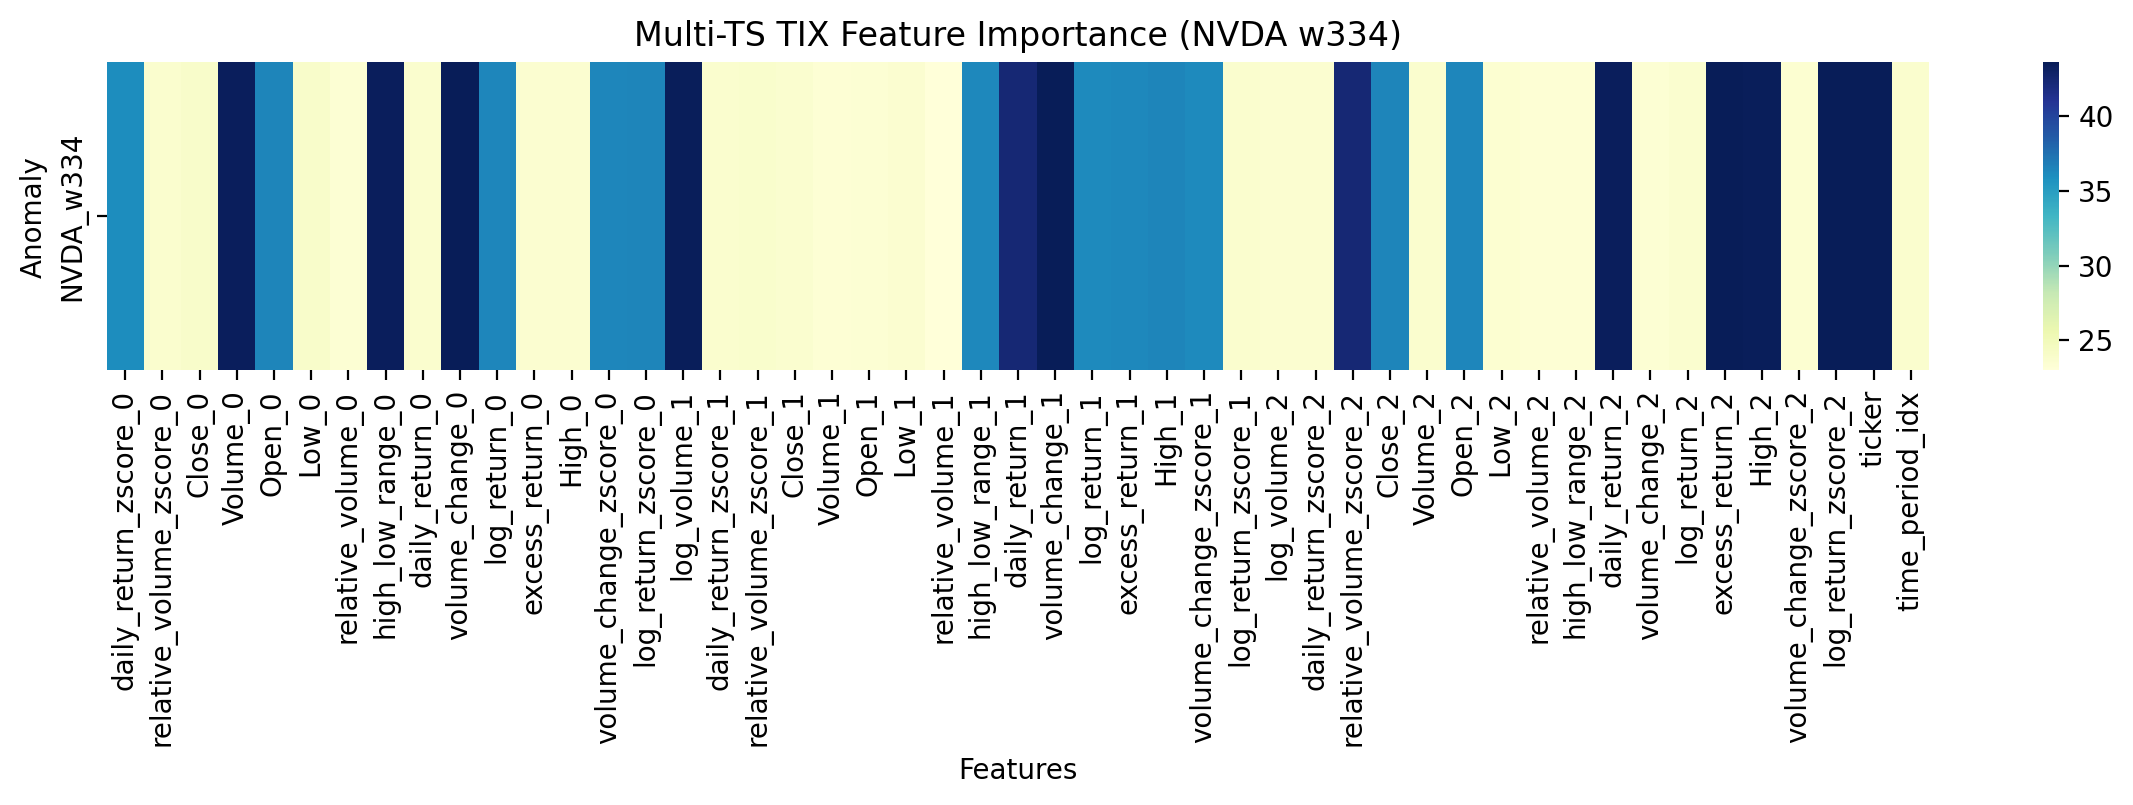 Multi-TS TIX Feature Importance (NVDA w334)
Anomaly
NVDA_w334
40
35
30
25
daily_return_zscore_0
relative_volume_zscore_0
Close_0
Volume_0
Open_0
Low_0
relative_volume_0
high_low_range_0
daily_return_0
volume_change_0
log_return_0
excess_return_0
High_0
volume_change_zscore_0
log_return_zscore_0
log_volume_1
daily_return_zscore_1
relative_volume_zscore_1
Close_1
Volume_1
Open_1
Low_1
relative_volume_1
high_low_range_1
daily_return_1
volume_change_1
log_return_1
excess_return_1
High_1
volume_change_zscore_1
log_return_zscore_1
log_volume_2
daily_return_zscore_2
relative_volume_zscore_2
Close_2
Volume_2
Open_2
Low_2
relative_volume_2
high_low_range_2
daily_return_2
volume_change_2
log_return_2
excess_return_2
High_2
volume_change_zscore_2
log_return_zscore_2
ticker
time_period_idx
Features